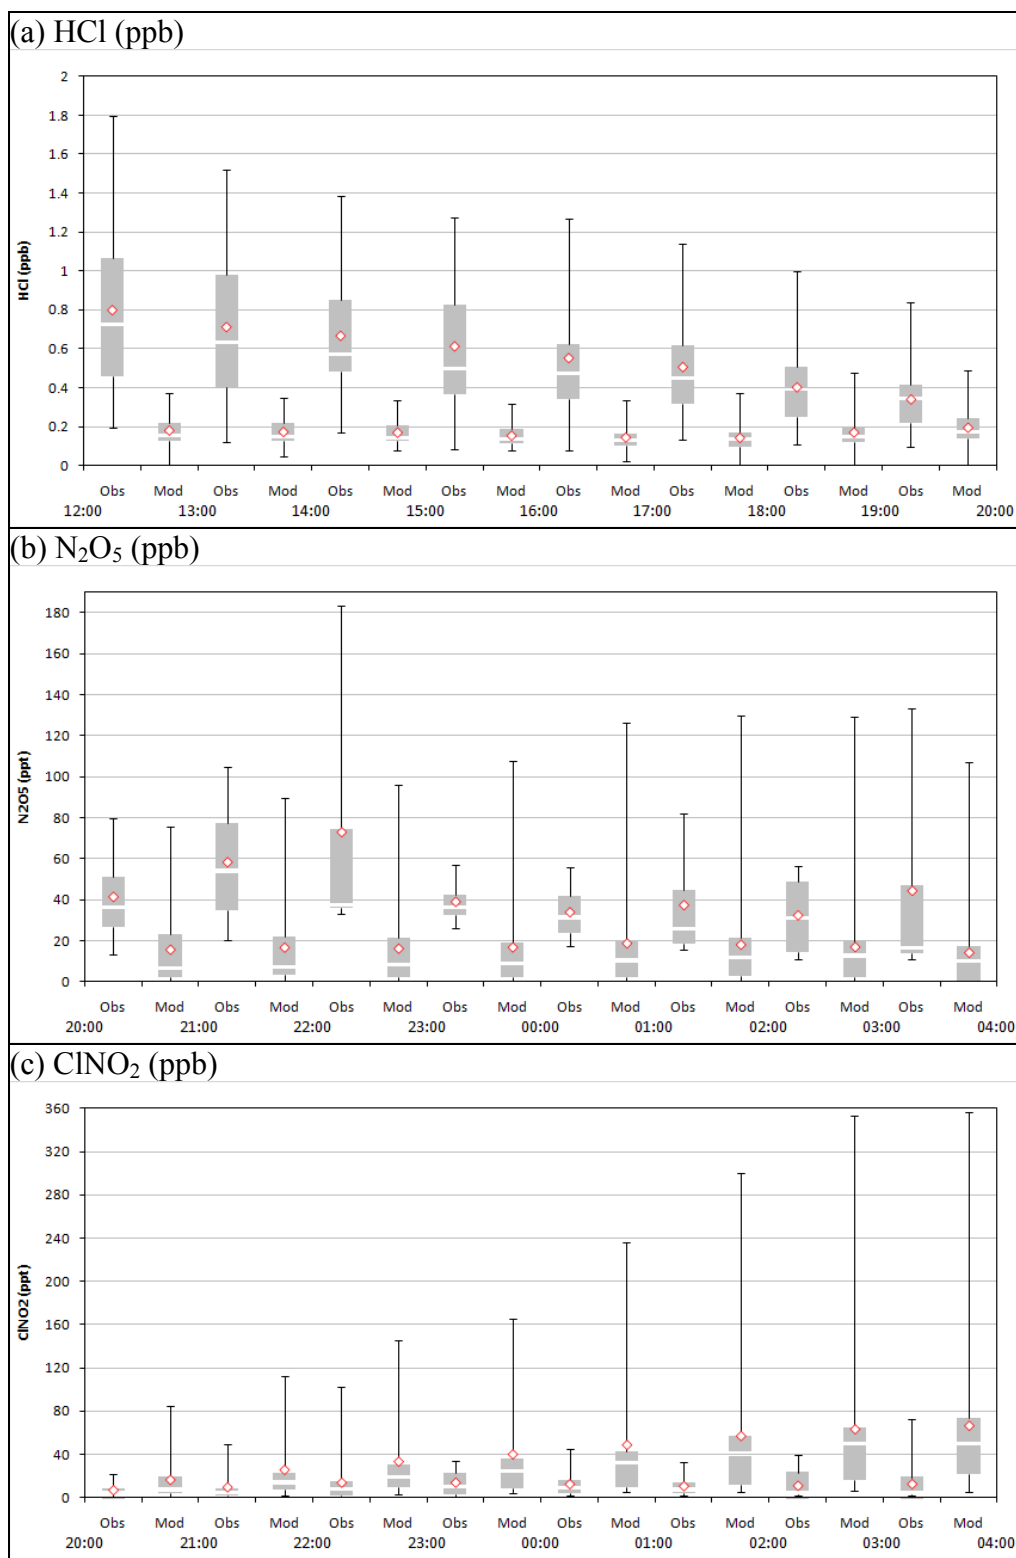 (a) HCl (ppb)
2
1.8
1.6
1.4
1.2
1
0.8
0.6
0.4
0.2
0
HCl (ppb)
Obs Mod Obs Mod Obs Mod Obs Mod Obs Mod Obs Mod Obs Mod Obs Mod
12:00 13:00 14:00 15:00 16:00 17:00 18:00 19:00 20:00
(b) N₂O₅ (ppb)
180
160
140
120
100
80
60
40
20
0
N2O5 (ppt)
Obs Mod Obs Mod Obs Mod Obs Mod Obs Mod Obs Mod Obs Mod Obs Mod
20:00 21:00 22:00 23:00 00:00 01:00 02:00 03:00 04:00
(c) ClNO₂ (ppb)
360
320
280
240
200
160
120
80
40
0
ClNO2 (ppt)
Obs Mod Obs Mod Obs Mod Obs Mod Obs Mod Obs Mod Obs Mod Obs Mod
20:00 21:00 22:00 23:00 00:00 01:00 02:00 03:00 04:00